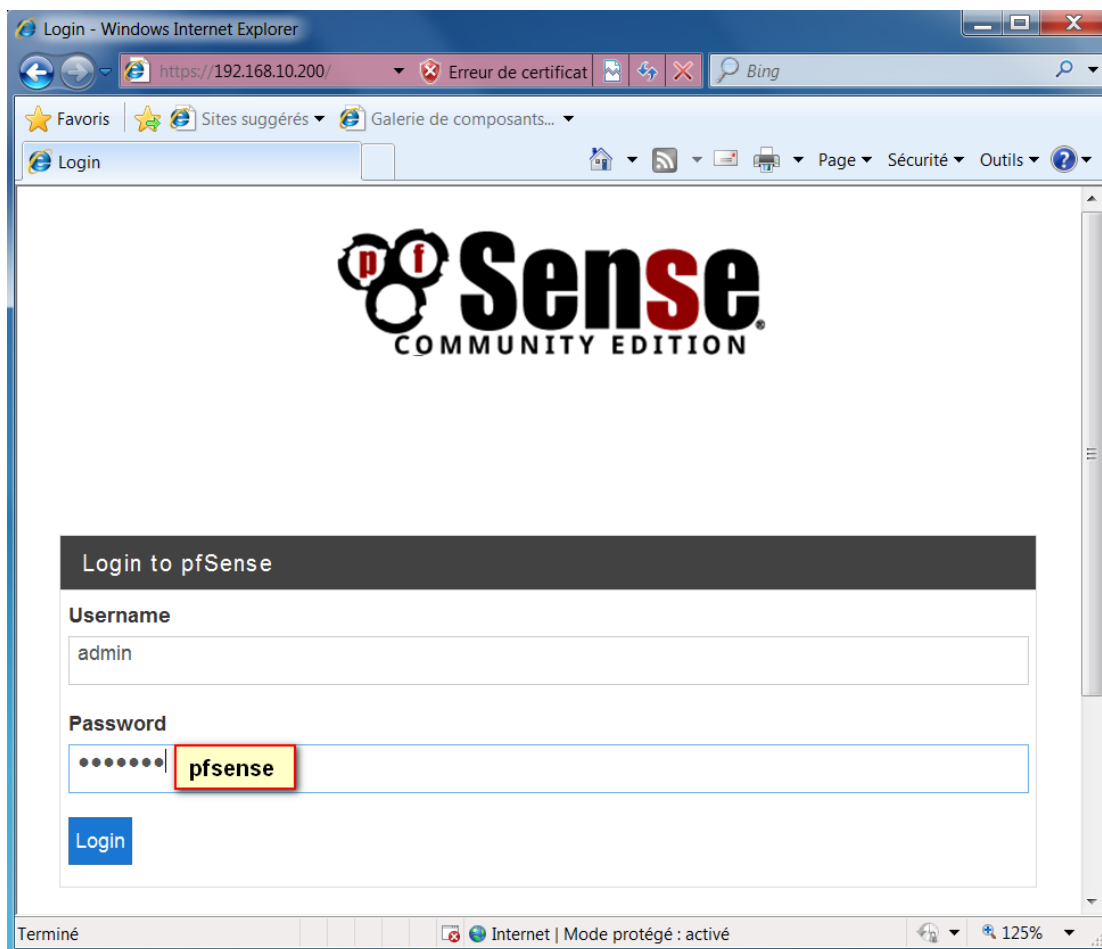 Login - Windows Internet Explorer
https://192.168.10.200/ Erreur de certificat Bing
Favoris Sites suggérés Galerie de composants...
Login Page Sécurité Outils
pf Sense®
COMMUNITY EDITION
Login to pfSense
Username
admin
Password
••••••• pfsense
Login
Terminé Internet | Mode protégé : activé 125%